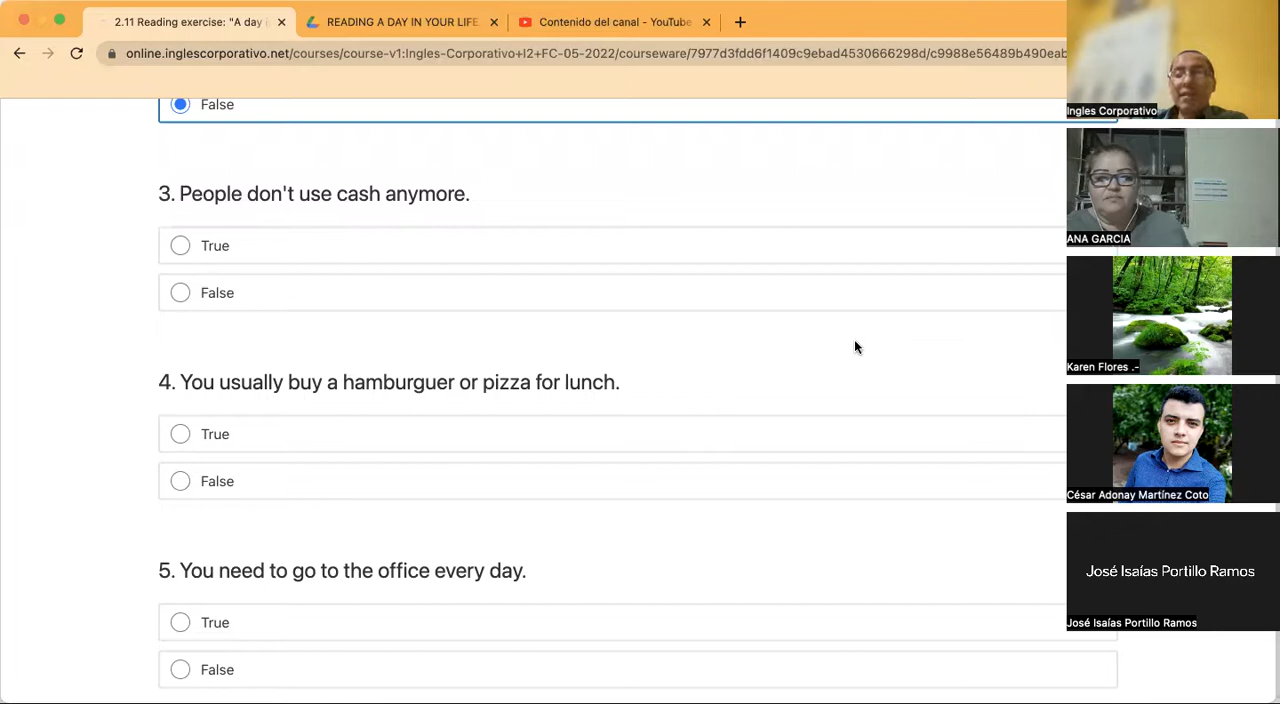 2.11 Reading exercise: "A day i
READING A DAY IN YOUR LIFE
Contenido del canal - YouTube
online.inglescorporativo.net/courses/course-v1:Ingles-Corporativo+I2+FC-05-2022/courseware/7977d3fdd6f1409c9ebad4530666298d/c9988e56489b490eab
False
3. People don't use cash anymore.
True
False
4. You usually buy a hamburguer or pizza for lunch.
True
False
5. You need to go to the office every day.
True
False
Ingles Corporativo
ANA GARCIA
Karen Flores .-
César Adonay Martínez Coto
José Isaías Portillo Ramos
José Isaías Portillo Ramos